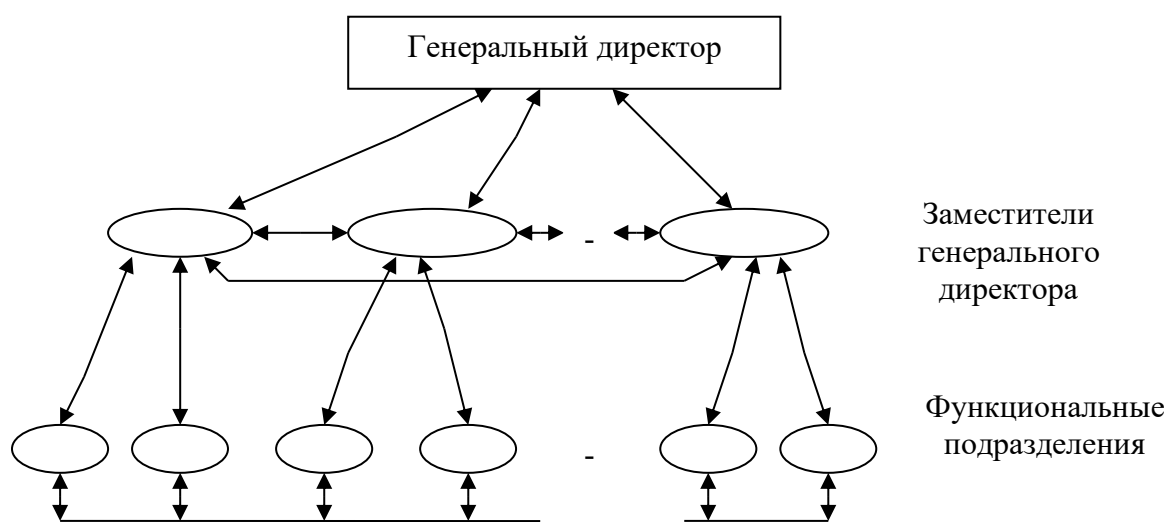 Генеральный директор
-
Заместители
генерального
директора
Функциональные
подразделения
-